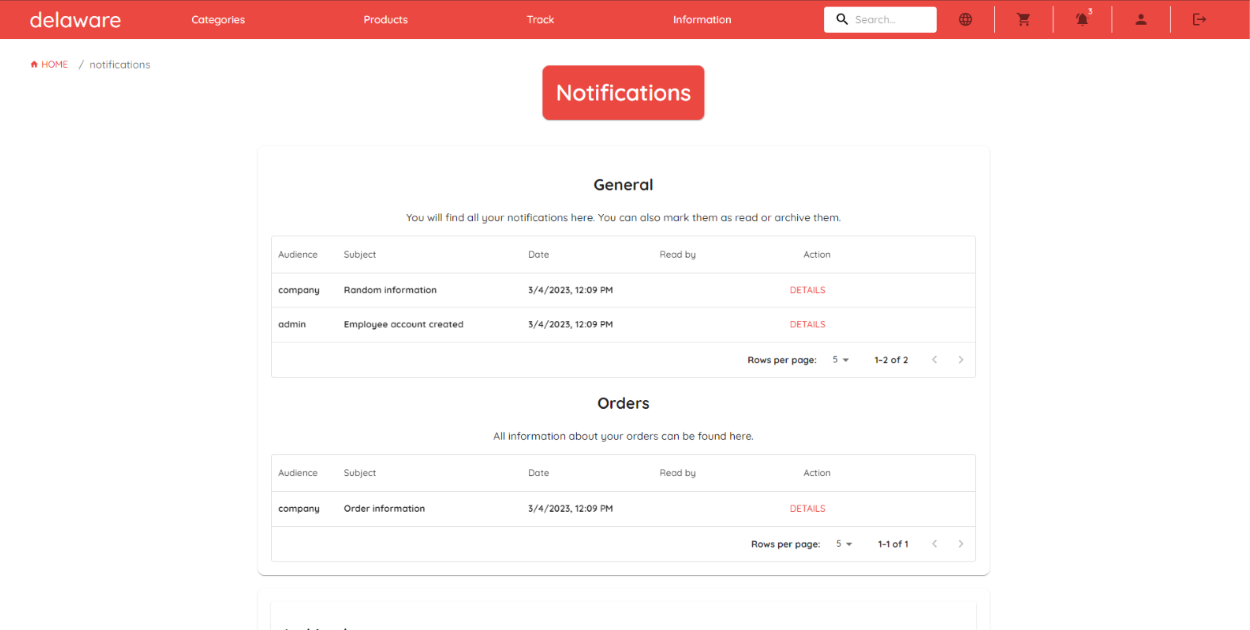 delaware Categories Products Track Information Search... 3
HOME / notifications
Notifications
General
You will find all your notifications here. You can also mark them as read or archive them.
Audience Subject Date Read by Action
company Random information 3/4/2023, 12:09 PM DETAILS
admin Employee account created 3/4/2023, 12:09 PM DETAILS
Rows per page: 5 1-2 of 2
Orders
All information about your orders can be found here.
Audience Subject Date Read by Action
company Order information 3/4/2023, 12:09 PM DETAILS
Rows per page: 5 1-1 of 1